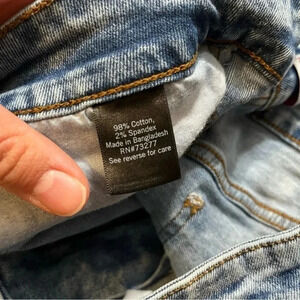 98% Cotton,
2% Spandex
Made in Bangladesh
RN#73277
See reverse for care